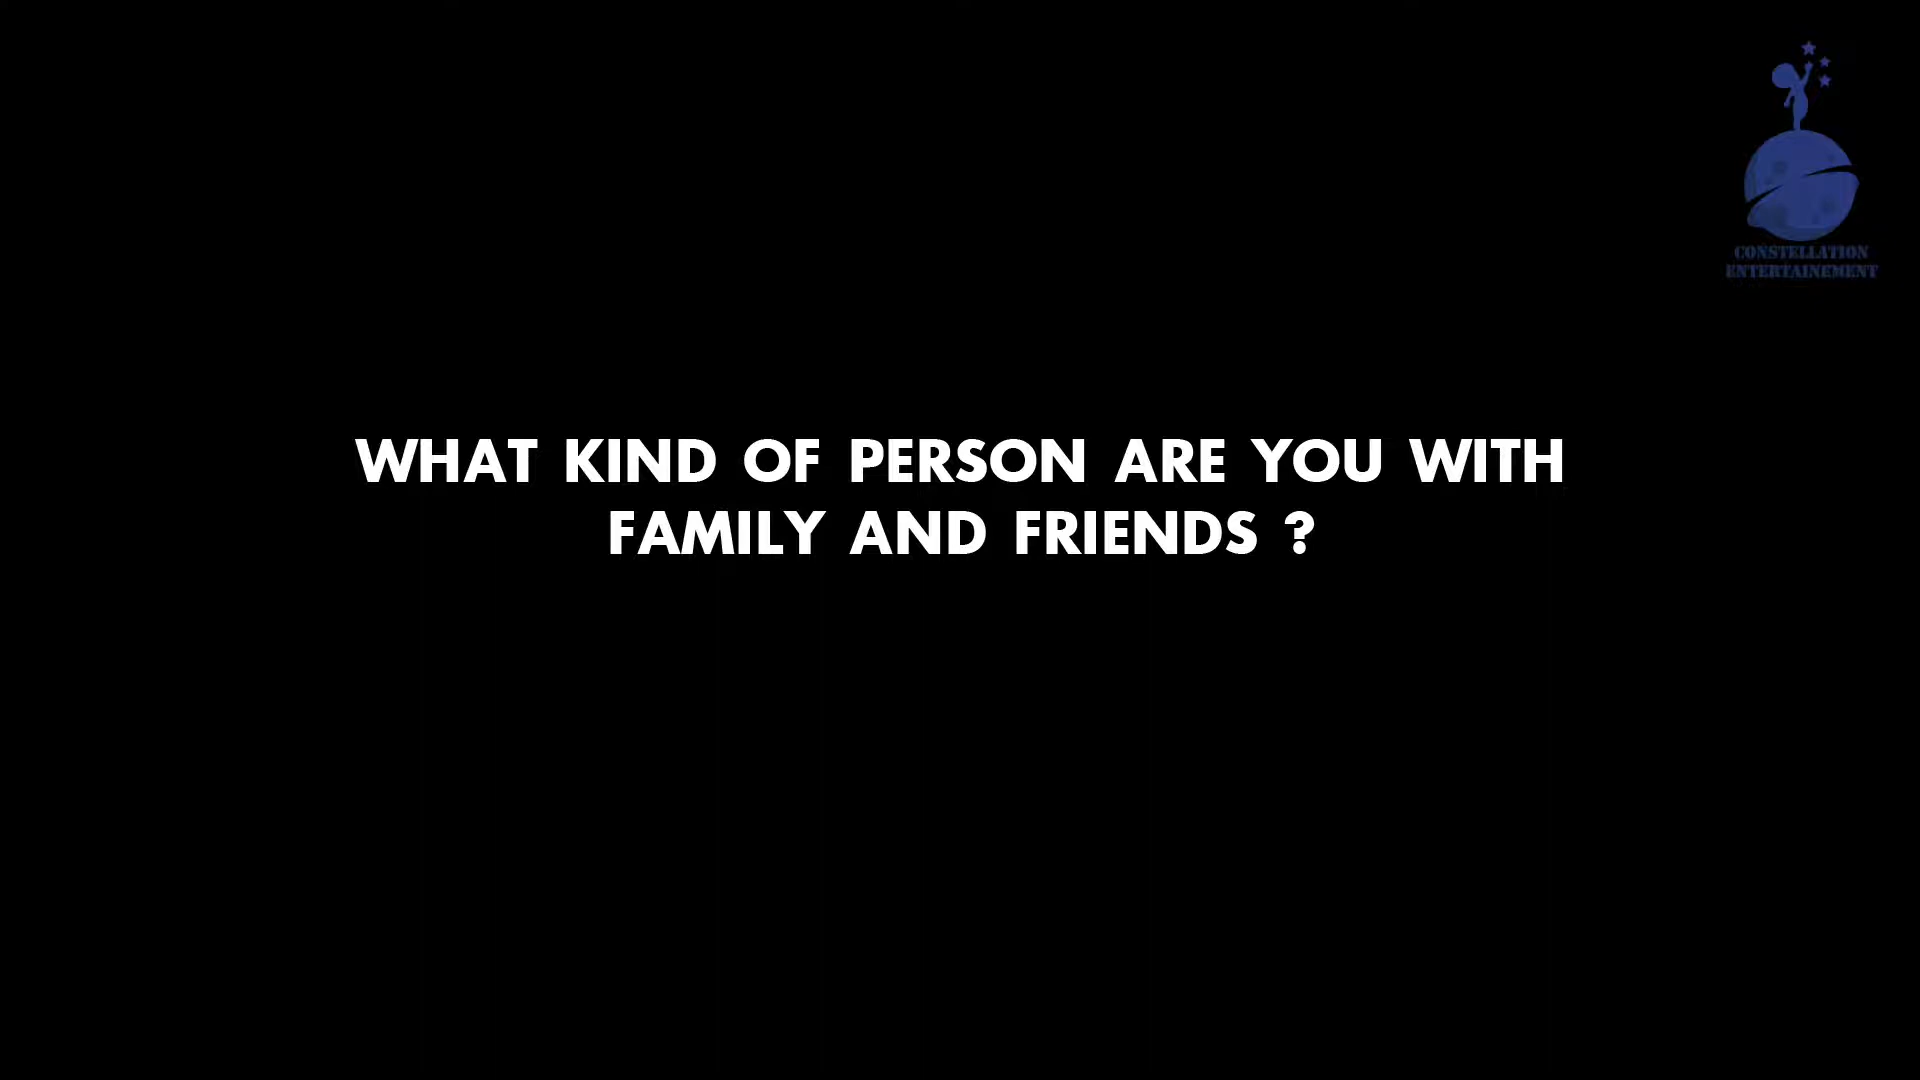 CONSTELLATION
ENTERTAINEMENT
WHAT KIND OF PERSON ARE YOU WITH
FAMILY AND FRIENDS ?